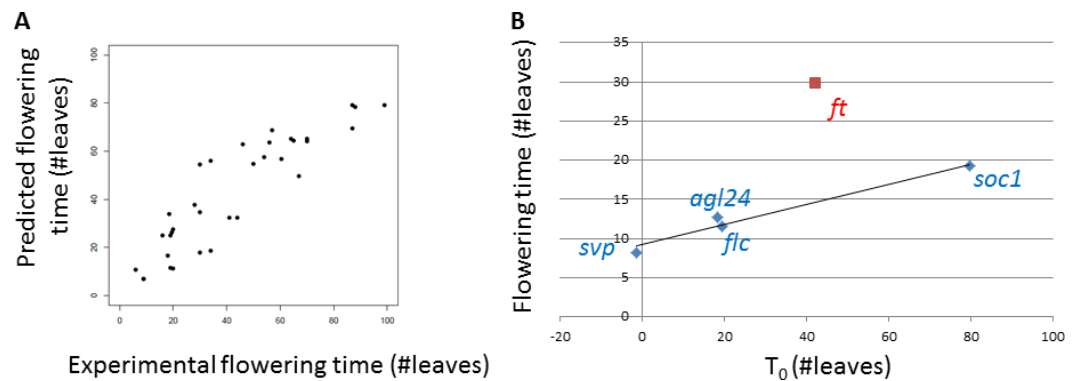 A
Predicted flowering
time (#leaves)
100
80
60
40
20
0
0 20 40 60 80 100
Experimental flowering time (#leaves)
B
Flowering time (#leaves)
35
30
25
20
15
10
5
0
ft
soc1
agl24
flc
svp
-20 0 20 40 60 80 100
T0 (#leaves)